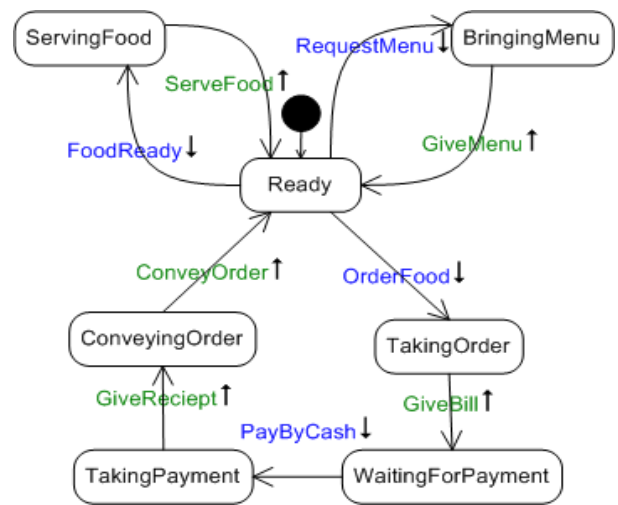 ServingFood
RequestMenu↓
BringingMenu
ServeFood↑
FoodReady↓
GiveMenu↑
Ready
ConveyOrder↑
OrderFood↓
ConveyingOrder
TakingOrder
GiveReciept↑
GiveBill↑
PayByCash↓
TakingPayment
WaitingForPayment